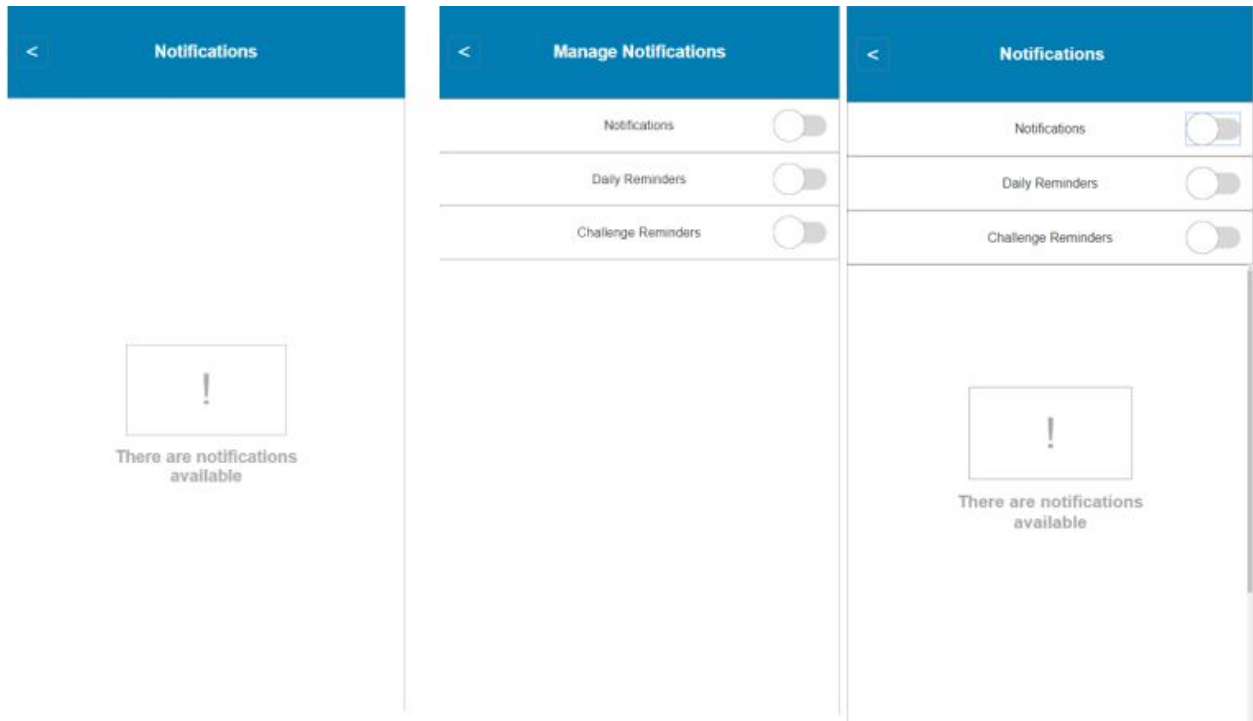 < Notifications
!
There are notifications
available
< Manage Notifications
Notifications
Daily Reminders
Challenge Reminders
< Notifications
Notifications
Daily Reminders
Challenge Reminders
!
There are notifications
available